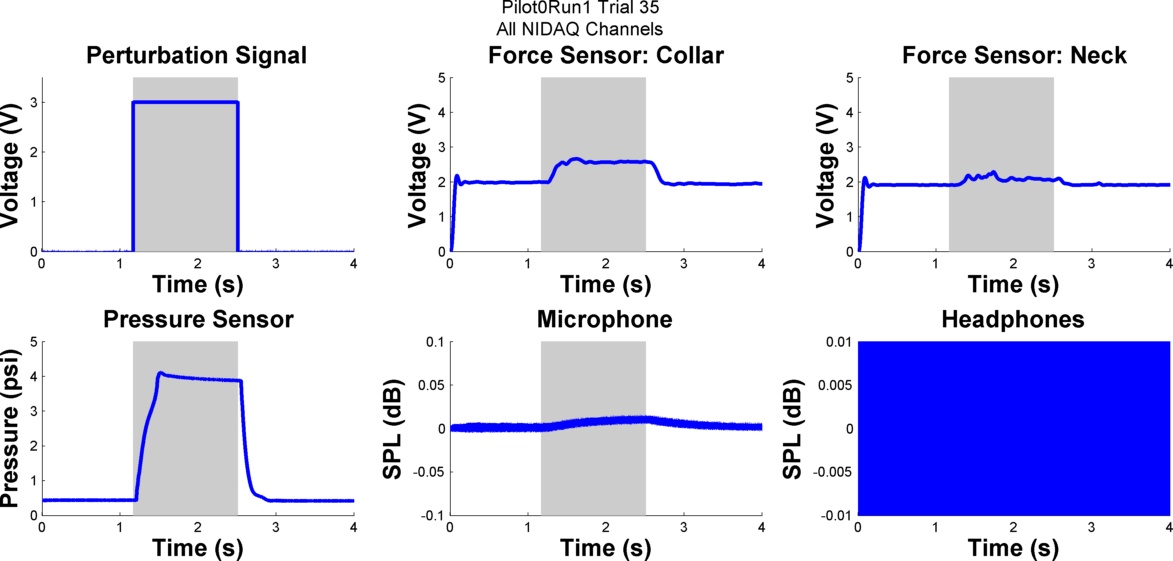 Pilot0Run1 Trial 35
All NIDAQ Channels
Perturbation Signal
Voltage (V)
3
2
1
0
0 1 2 3 4
Time (s)
Force Sensor: Collar
Voltage (V)
5
4
3
2
1
0
0 1 2 3 4
Time (s)
Force Sensor: Neck
Voltage (V)
5
4
3
2
1
0
0 1 2 3 4
Time (s)
Pressure Sensor
Pressure (psi)
5
4
3
2
1
0
0 1 2 3 4
Time (s)
Microphone
SPL (dB)
0.1
0.05
0
-0.05
-0.1
0 1 2 3 4
Time (s)
Headphones
SPL (dB)
0.01
0.005
0
-0.005
-0.01
0 1 2 3 4
Time (s)